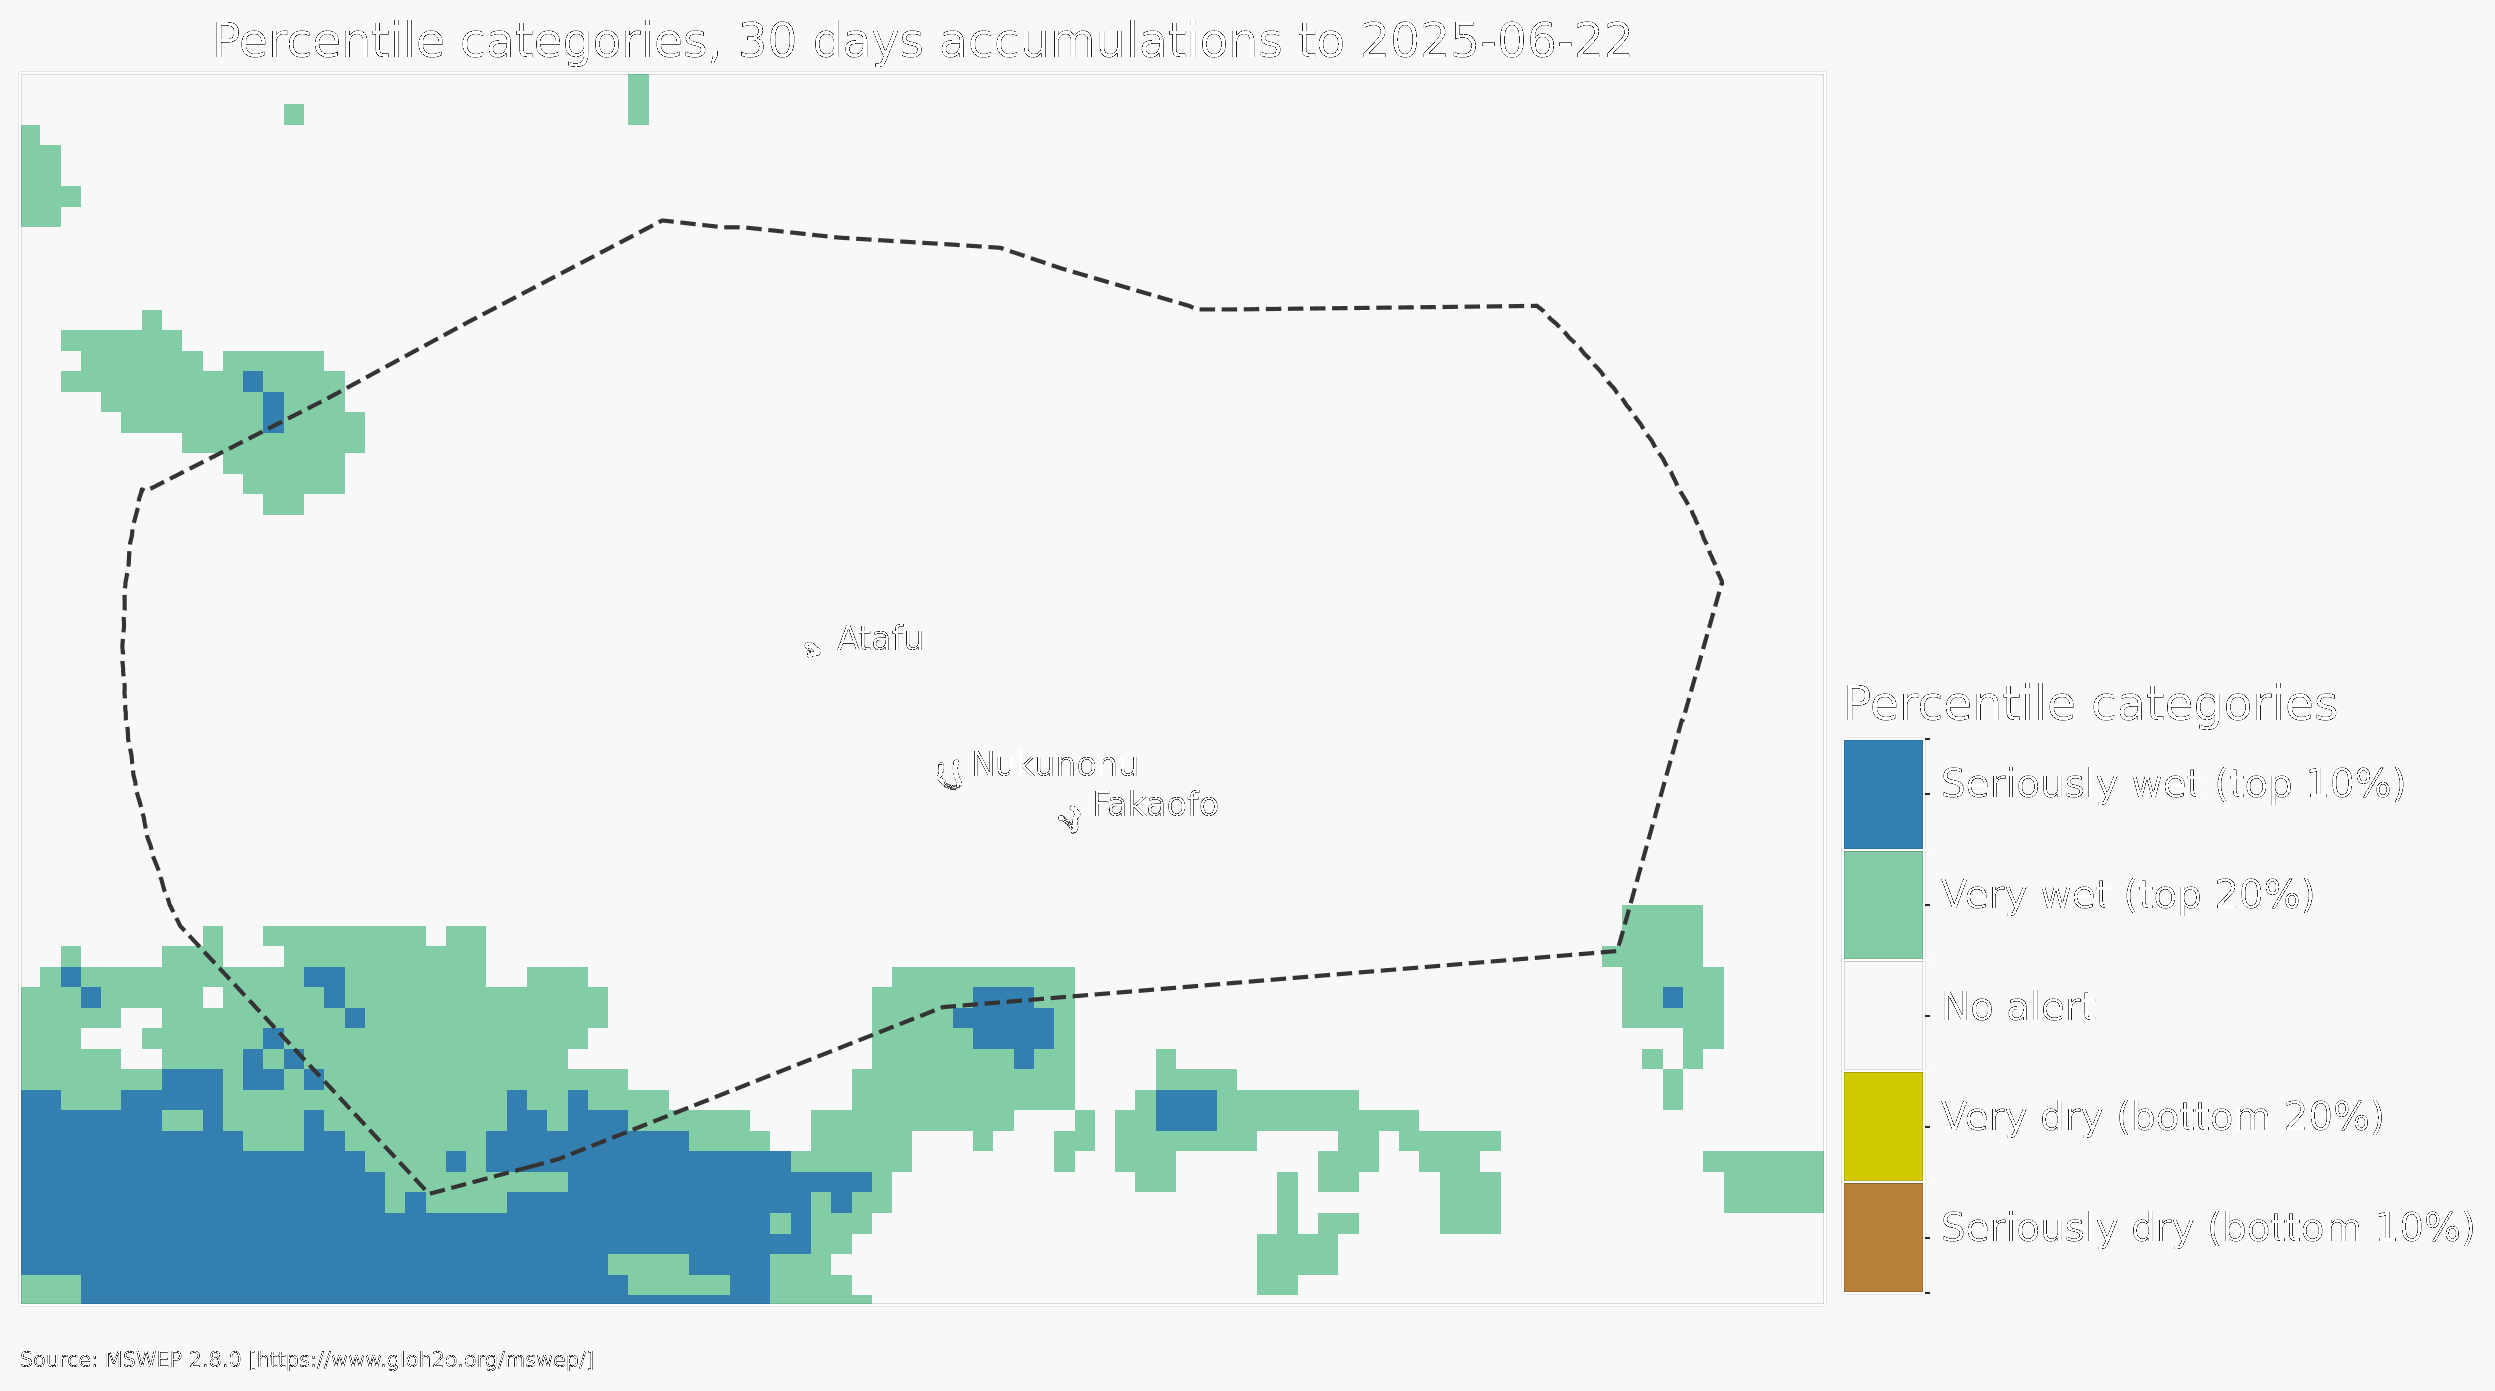 Percentile categories, 30 days accumulations to 2025-06-22
Atafu
Nukunonu
Fakaofo
Percentile categories
Seriously wet (top 10%)
Very wet (top 20%)
No alert
Very dry (bottom 20%)
Seriously dry (bottom 10%)
Source: MSWEP 2.8.0 [https://www.gloh2o.org/mswep/]